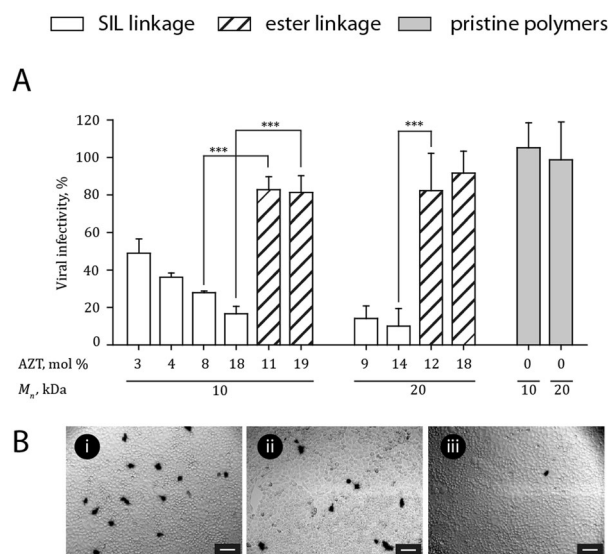 SIL linkage ester linkage pristine polymers
A
Viral infectivity, %
120
100
80
60
40
20
0
*** *** ***
AZT, mol % 3 4 8 18 11 19 9 14 12 18 0 0
Mn, kDa 10 20 10 20
B
i ii iii